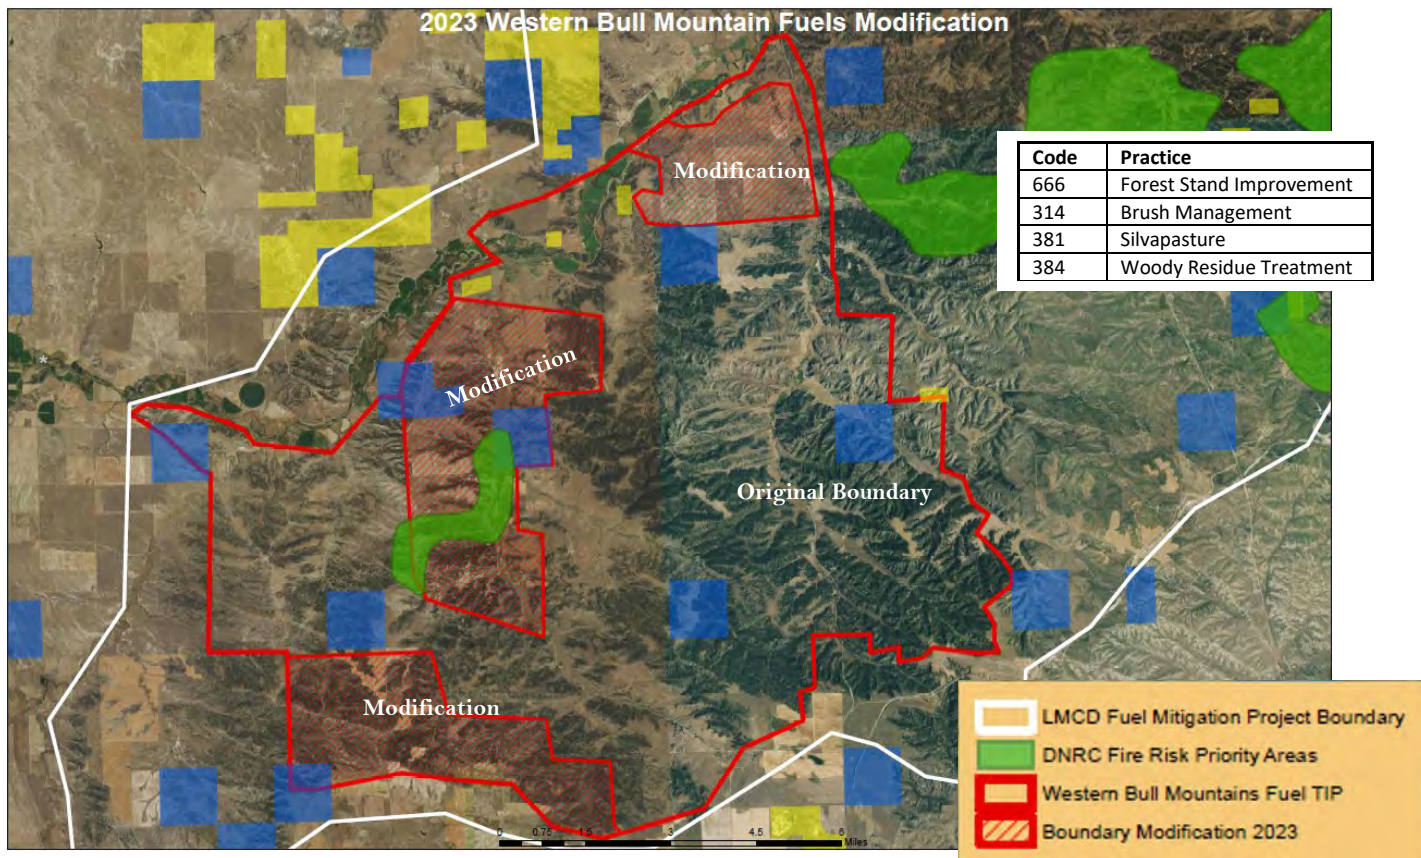 2023 Western Bull Mountain Fuels Modification
Modification
Code Practice
666 Forest Stand Improvement
314 Brush Management
381 Silvapasture
384 Woody Residue Treatment
Modification
*
Original Boundary
Modification
LMCD Fuel Mitigation Project Boundary
DNRC Fire Risk Priority Areas
Western Bull Mountains Fuel TIP
Boundary Modification 2023
0 0.75 1.5 3 4.5 6
Miles